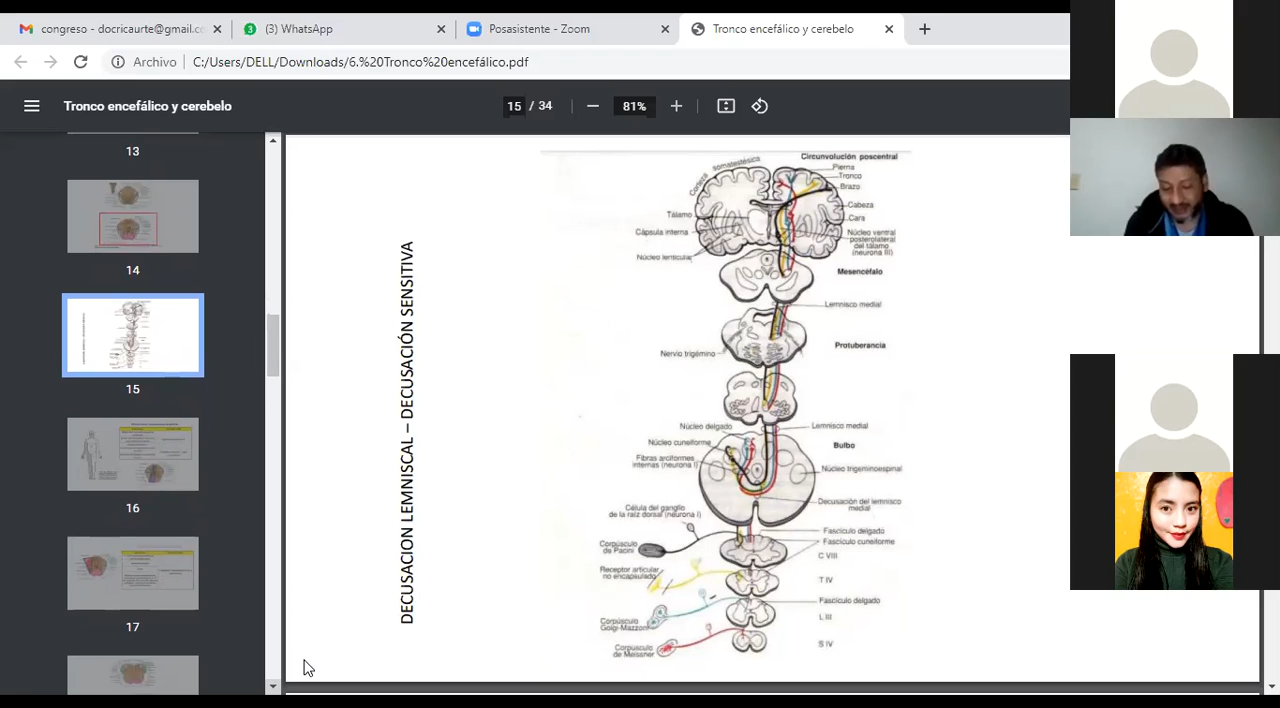 congreso - docricaurte@gmail.cc
3
(3) WhatsApp
Posasistente - Zoom
Tronco encefálico y cerebelo
Archivo
C:/Users/DELL/Downloads/6.%20Tronco%20encefálico.pdf
Tronco encefálico y cerebelo
15 / 34
81%
13
14
15
16
17
DECUSACION LEMNISCAL – DECUSACIÓN SENSITIVA
Circunvolución poscentral
Corteza somatestésica
Pierna
Tronco
Brazo
Cabeza
Cara
Tálamo
Cápsula interna
Núcleo lenticular
Núcleo ventral
posterolateral
del tálamo
(neurona III)
Mesencéfalo
Lemnisco medial
Protuberancia
Nervio trigémino
Núcleo delgado
Lemnisco medial
Núcleo cuneiforme
Bulbo
Fibras arciformes
internas (neurona I)
Núcleo trigeminoespinal
Decusación del lemnisco
medial
Célula del ganglio
de la raíz dorsal (neurona I)
Fascículo delgado
Fascículo cuneiforme
Corpúsculo
de Pacini
C VIII
Receptor articular
no encapsulado
T IV
Fascículo delgado
Corpúsculo
Golgi-Mazzoni
L III
Corpúsculo
de Meissner
S IV